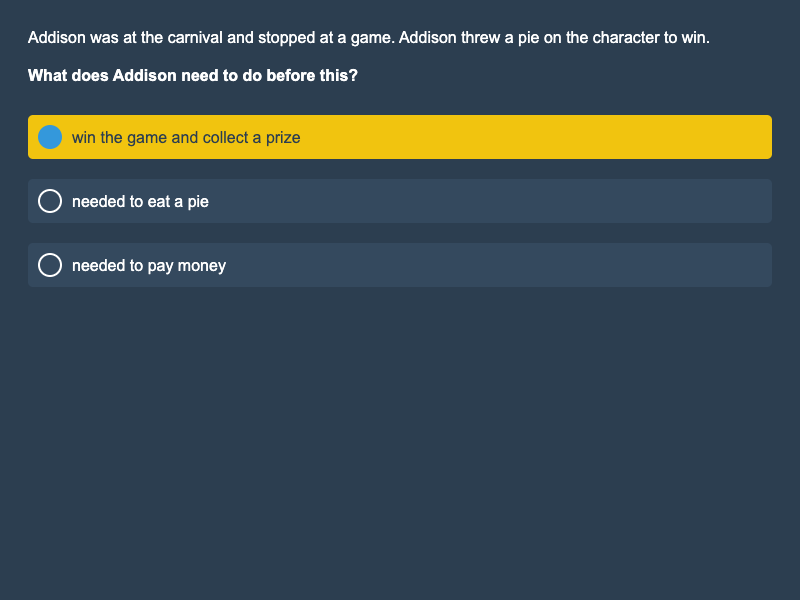 Addison was at the carnival and stopped at a game. Addison threw a pie on the character to win.
What does Addison need to do before this?
win the game and collect a prize
needed to eat a pie
needed to pay money